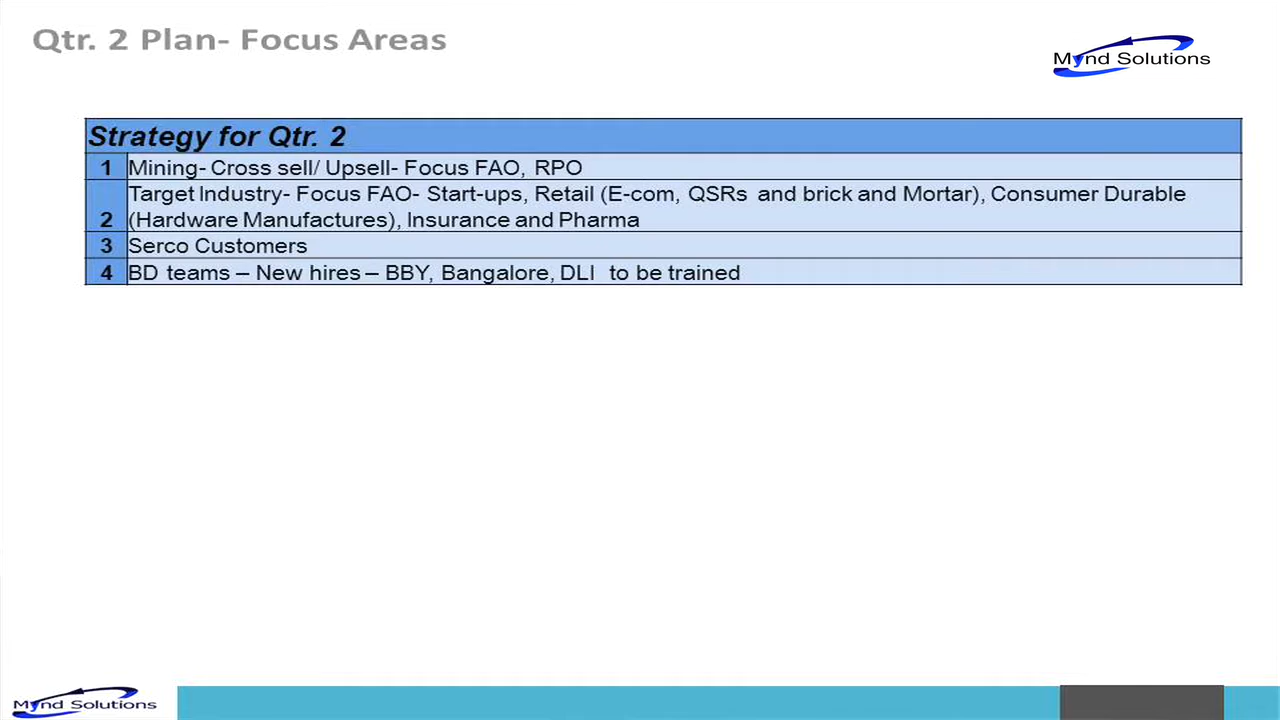 Qtr. 2 Plan- Focus Areas
Mynd Solutions
Strategy for Qtr. 2
1 Mining- Cross sell/ Upsell- Focus FAO, RPO
Target Industry- Focus FAO- Start-ups, Retail (E-com, QSRs and brick and Mortar), Consumer Durable
2 (Hardware Manufactures), Insurance and Pharma
3 Serco Customers
4 BD teams – New hires – BBY, Bangalore, DLI to be trained
Mynd Solutions